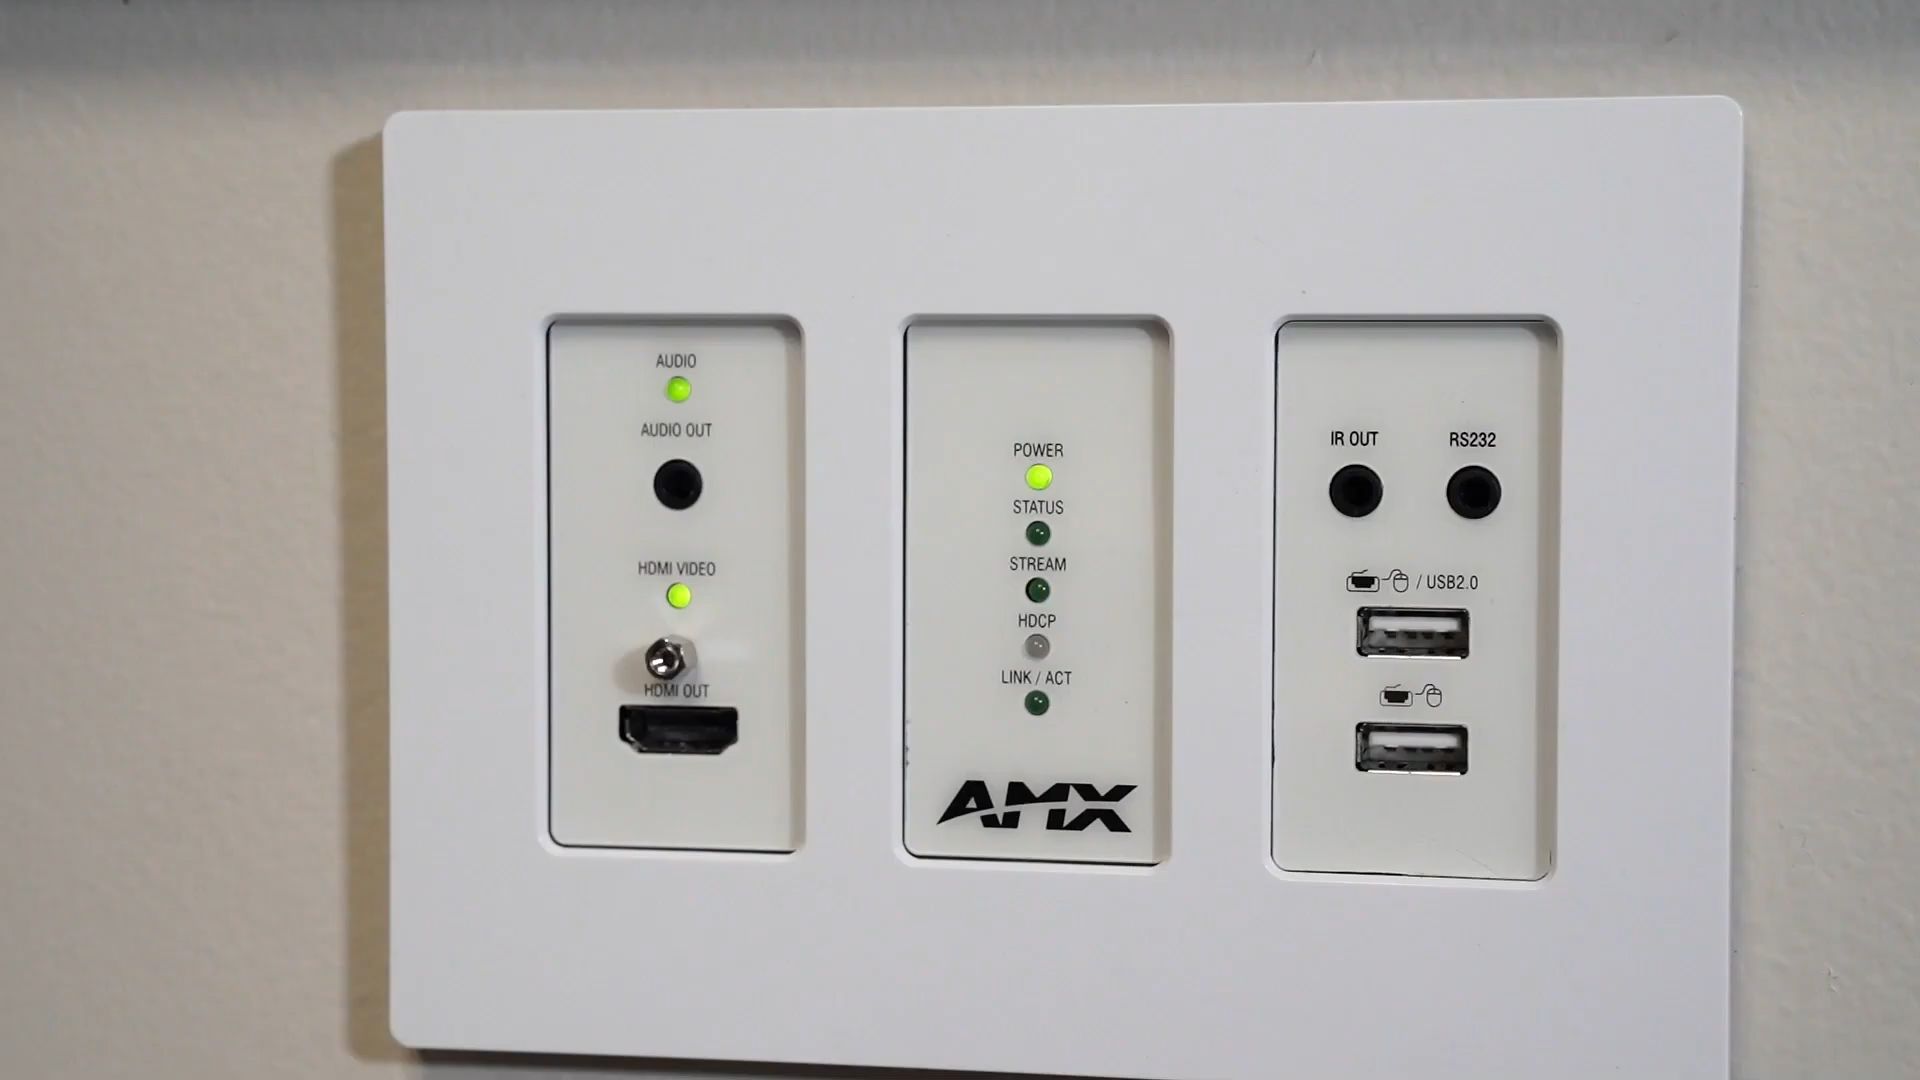 AUDIO
AUDIO OUT
HDMI VIDEO
HDMI OUT
POWER
STATUS
STREAM
HDCP
LINK / ACT
AMX
IR OUT
RS232
/ USB2.0